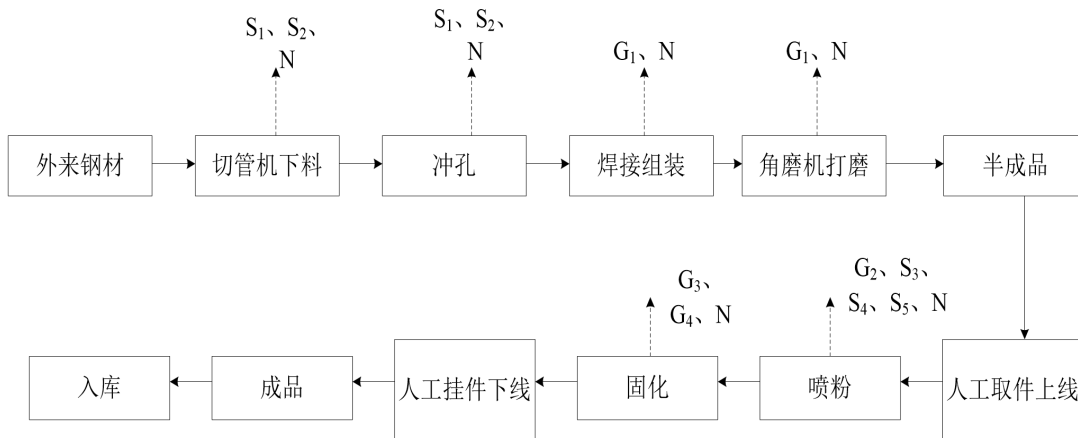 S₁、S₂、
N
S₁、S₂、
N
G₁、N
G₁、N
外来钢材
切管机下料
冲孔
焊接组装
角磨机打磨
半成品
G₃、
G₄、N
G₂、S₃、
S₄、S₅、N
入库
成品
人工挂件下线
固化
喷粉
人工取件上线